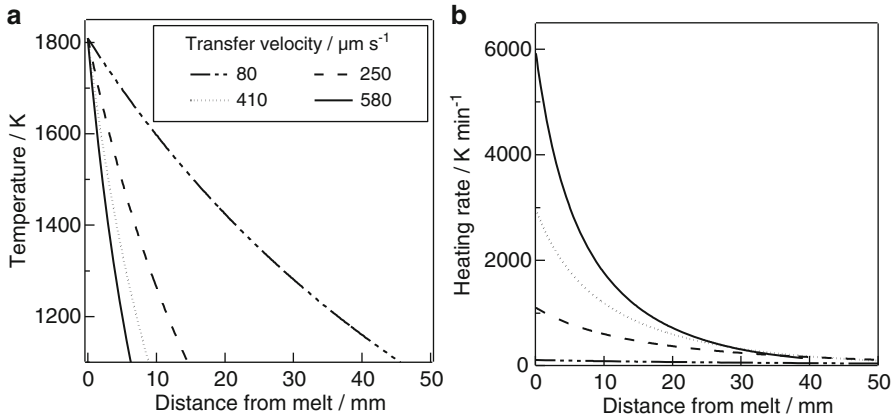 a
Transfer velocity / μm s⁻¹
80 250
410 580
1800
1600
1400
1200
Temperature / K
0 10 20 30 40 50
Distance from melt / mm
b
6000
4000
2000
0
Heating rate / K min⁻¹
0 10 20 30 40 50
Distance from melt / mm